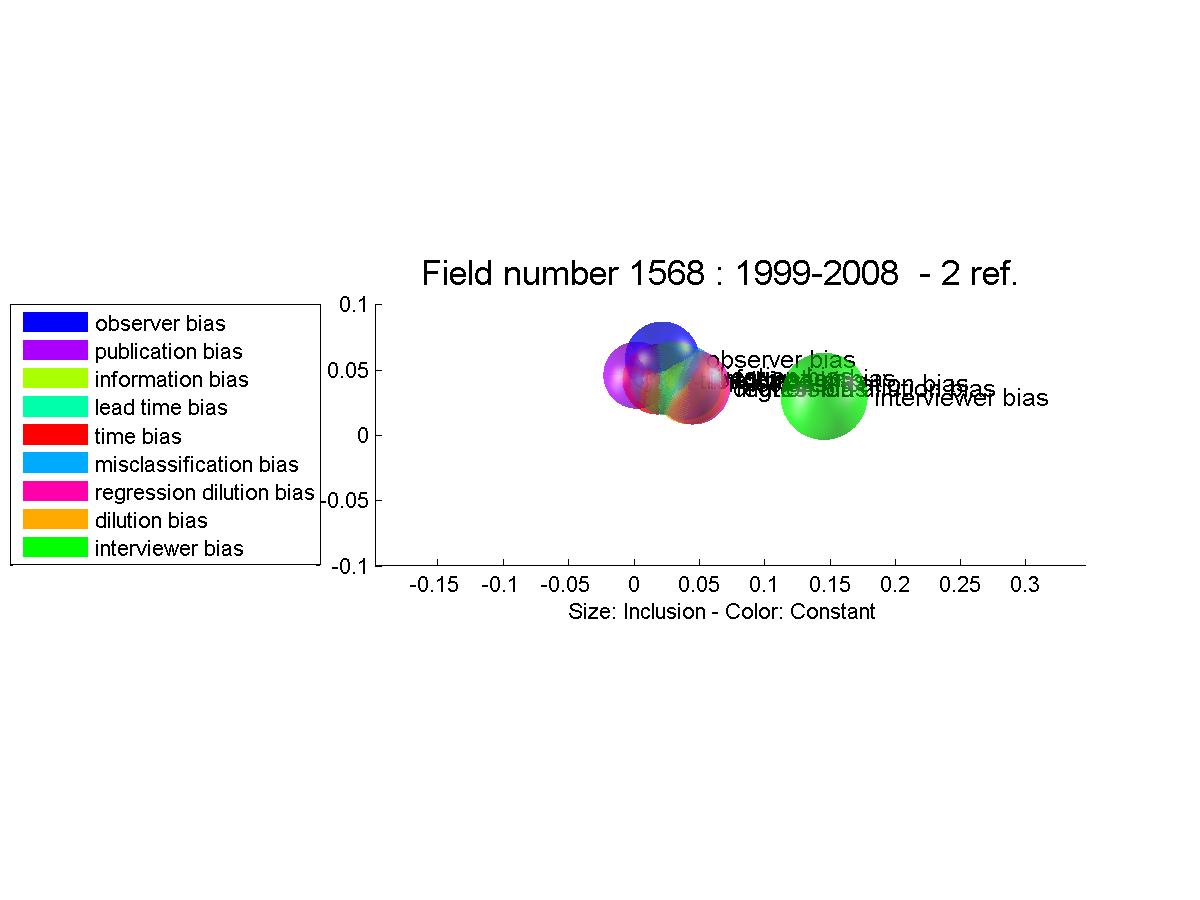 Field number 1568 : 1999-2008  - 2 ref.
observer bias
publication bias
information bias
lead time bias
time bias
misclassification bias
regression dilution bias
dilution bias
interviewer bias
0.1
0.05
0
-0.05
-0.1
observer bias
interviewer bias
-0.15 -0.1 -0.05 0 0.05 0.1 0.15 0.2 0.25 0.3
Size: Inclusion - Color: Constant